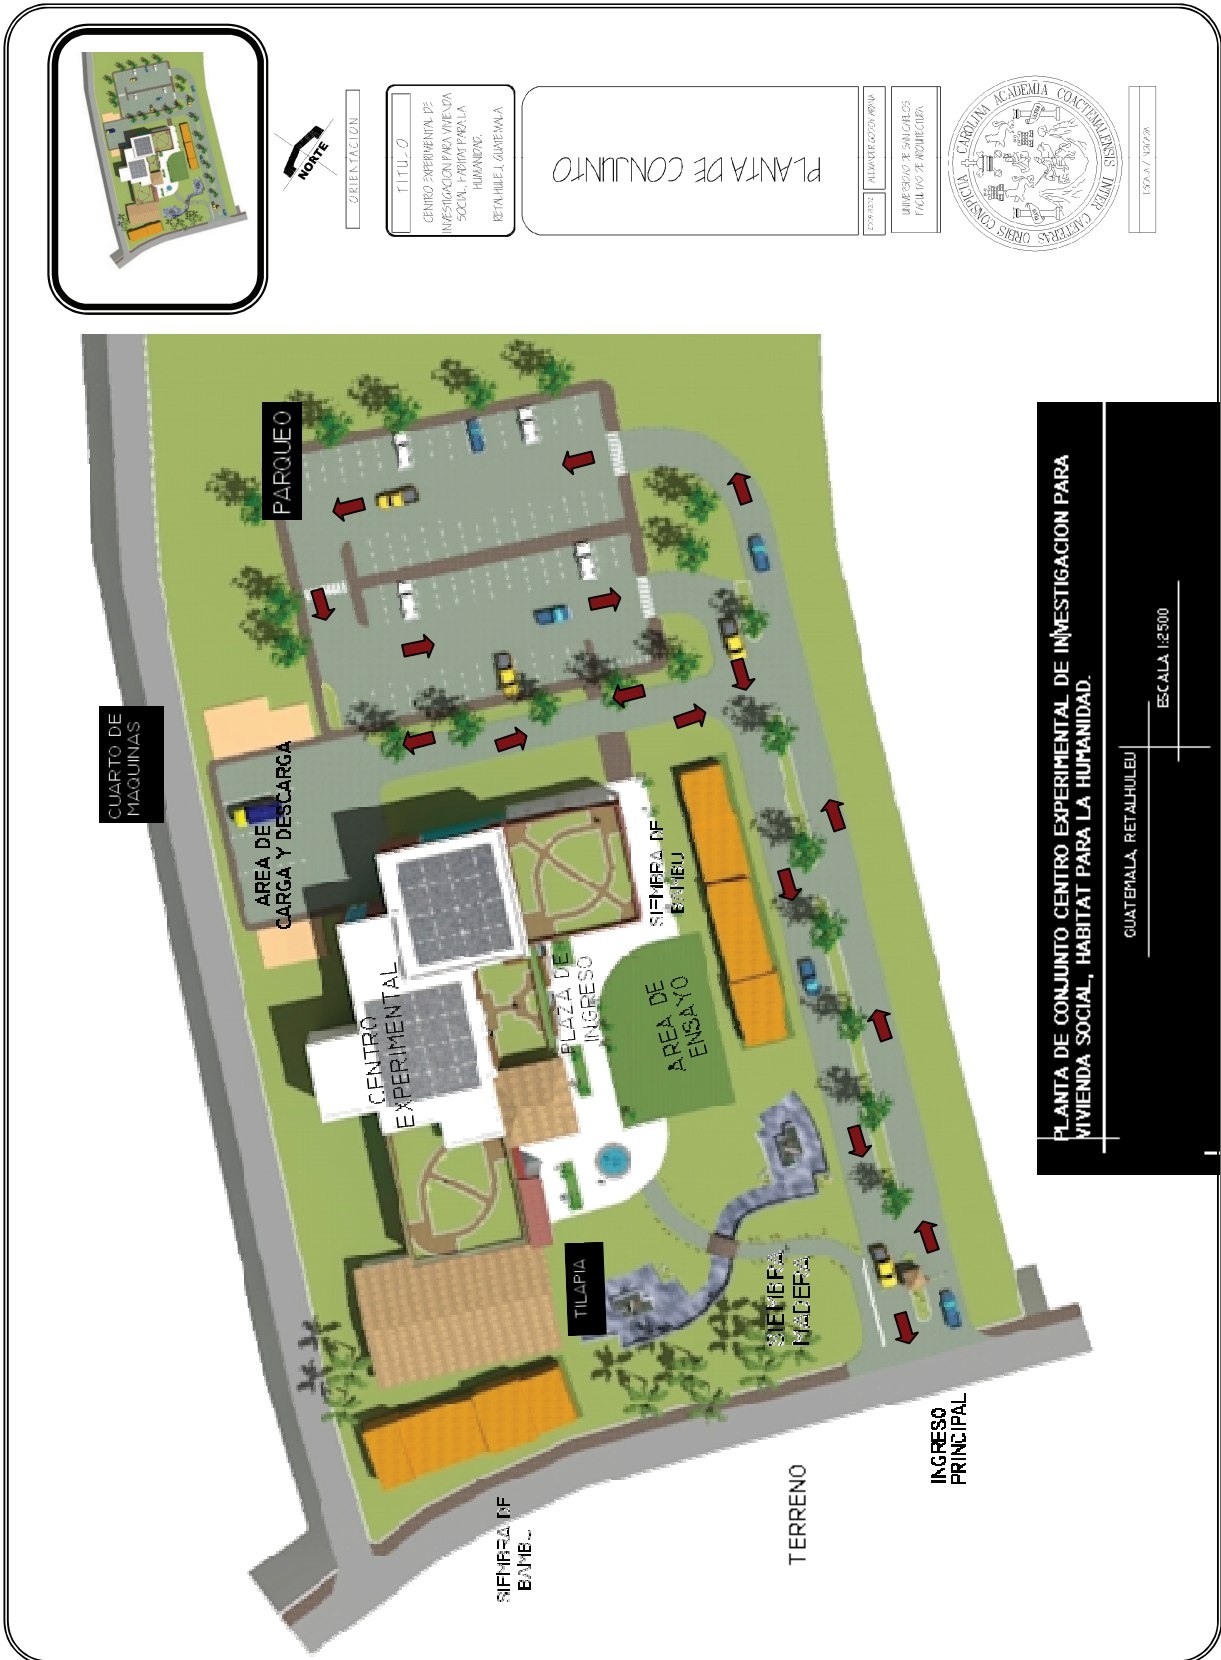 NORTE
ORIENTACION
CENTRO EXPERIMENTAL DE
INVESTIGACION PARA VIVIENDA
SOCIAL, HABITAT PARA LA
HUMANIDAD,
RETALHULEU, GUATEMALA
PLANTA DE CONJUNTO
UNIVERSIDAD DE SAN CARLOS
FACULTAD DE ARQUITECTURA
CAROLINA ACADEMIA COACTEMALENSIS INTER CAETERAS ORBIS CONSPICUA
PARQUEO
CUARTO DE
MAQUINAS
AREA DE
CARGA Y DESCARGA
CENTRO
EXPERIMENTAL
PLAZA DE
INGRESO
SIEMBRA DE
BAMBU
AREA DE
ENSAYO
TILAPIA
SIEMBRA
MADERA
INGRESO
PRINCIPAL
TERRENO
SIEMBRA DE
PLANTA DE CONJUNTO CENTRO EXPERIMENTAL DE INVESTIGACION PARA
VIVIENDA SOCIAL, HABITAT PARA LA HUMANIDAD.
GUATEMALA, RETALHULEU
ESCALA 1:2500